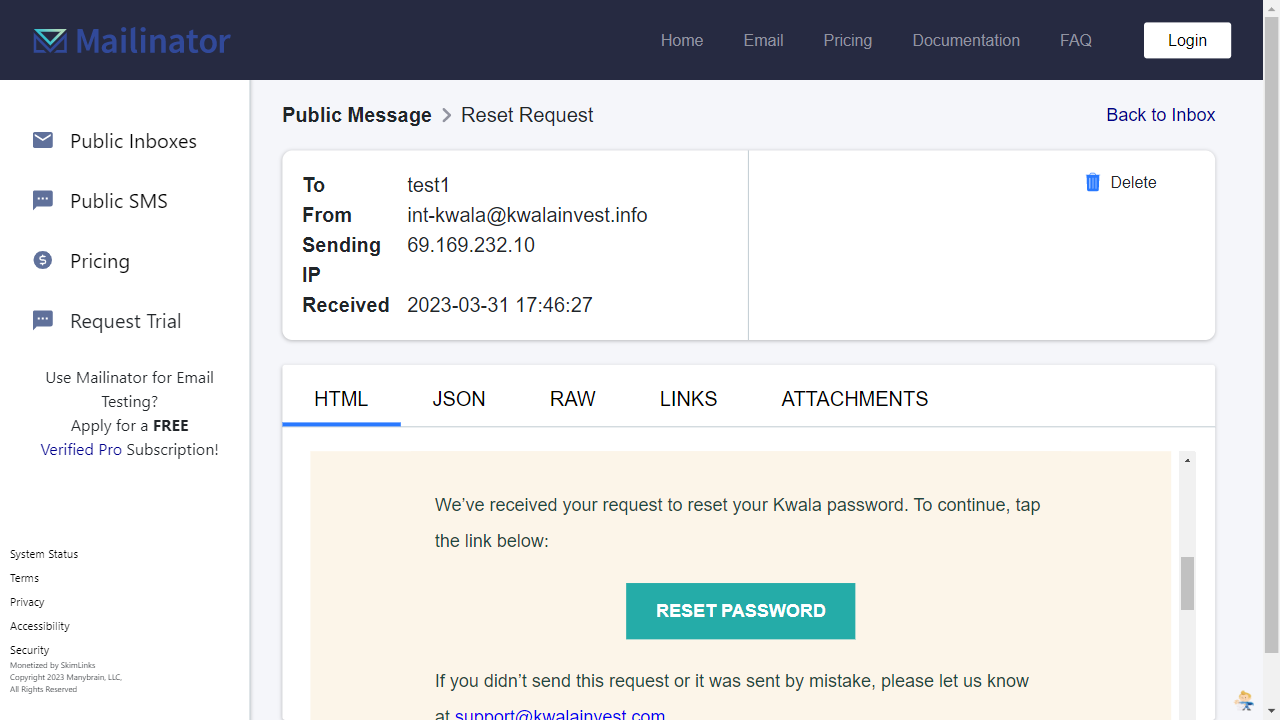 Mailinator
Home Email Pricing Documentation FAQ Login
Public Inboxes
Public SMS
Pricing
Request Trial
Use Mailinator for Email
Testing?
Apply for a FREE
Verified Pro Subscription!
System Status
Terms
Privacy
Accessibility
Security
Monetized by SkimLinks
Copyright 2023 Manybrain, LLC,
All Rights Reserved
Public Message Reset Request
Back to Inbox
To test1
From int-kwala@kwalainvest.info
Sending 69.169.232.10
IP
Received 2023-03-31 17:46:27
Delete
HTML JSON RAW LINKS ATTACHMENTS
We’ve received your request to reset your Kwala password. To continue, tap
the link below:
RESET PASSWORD
If you didn’t send this request or it was sent by mistake, please let us know
at support@kwalainvest.com